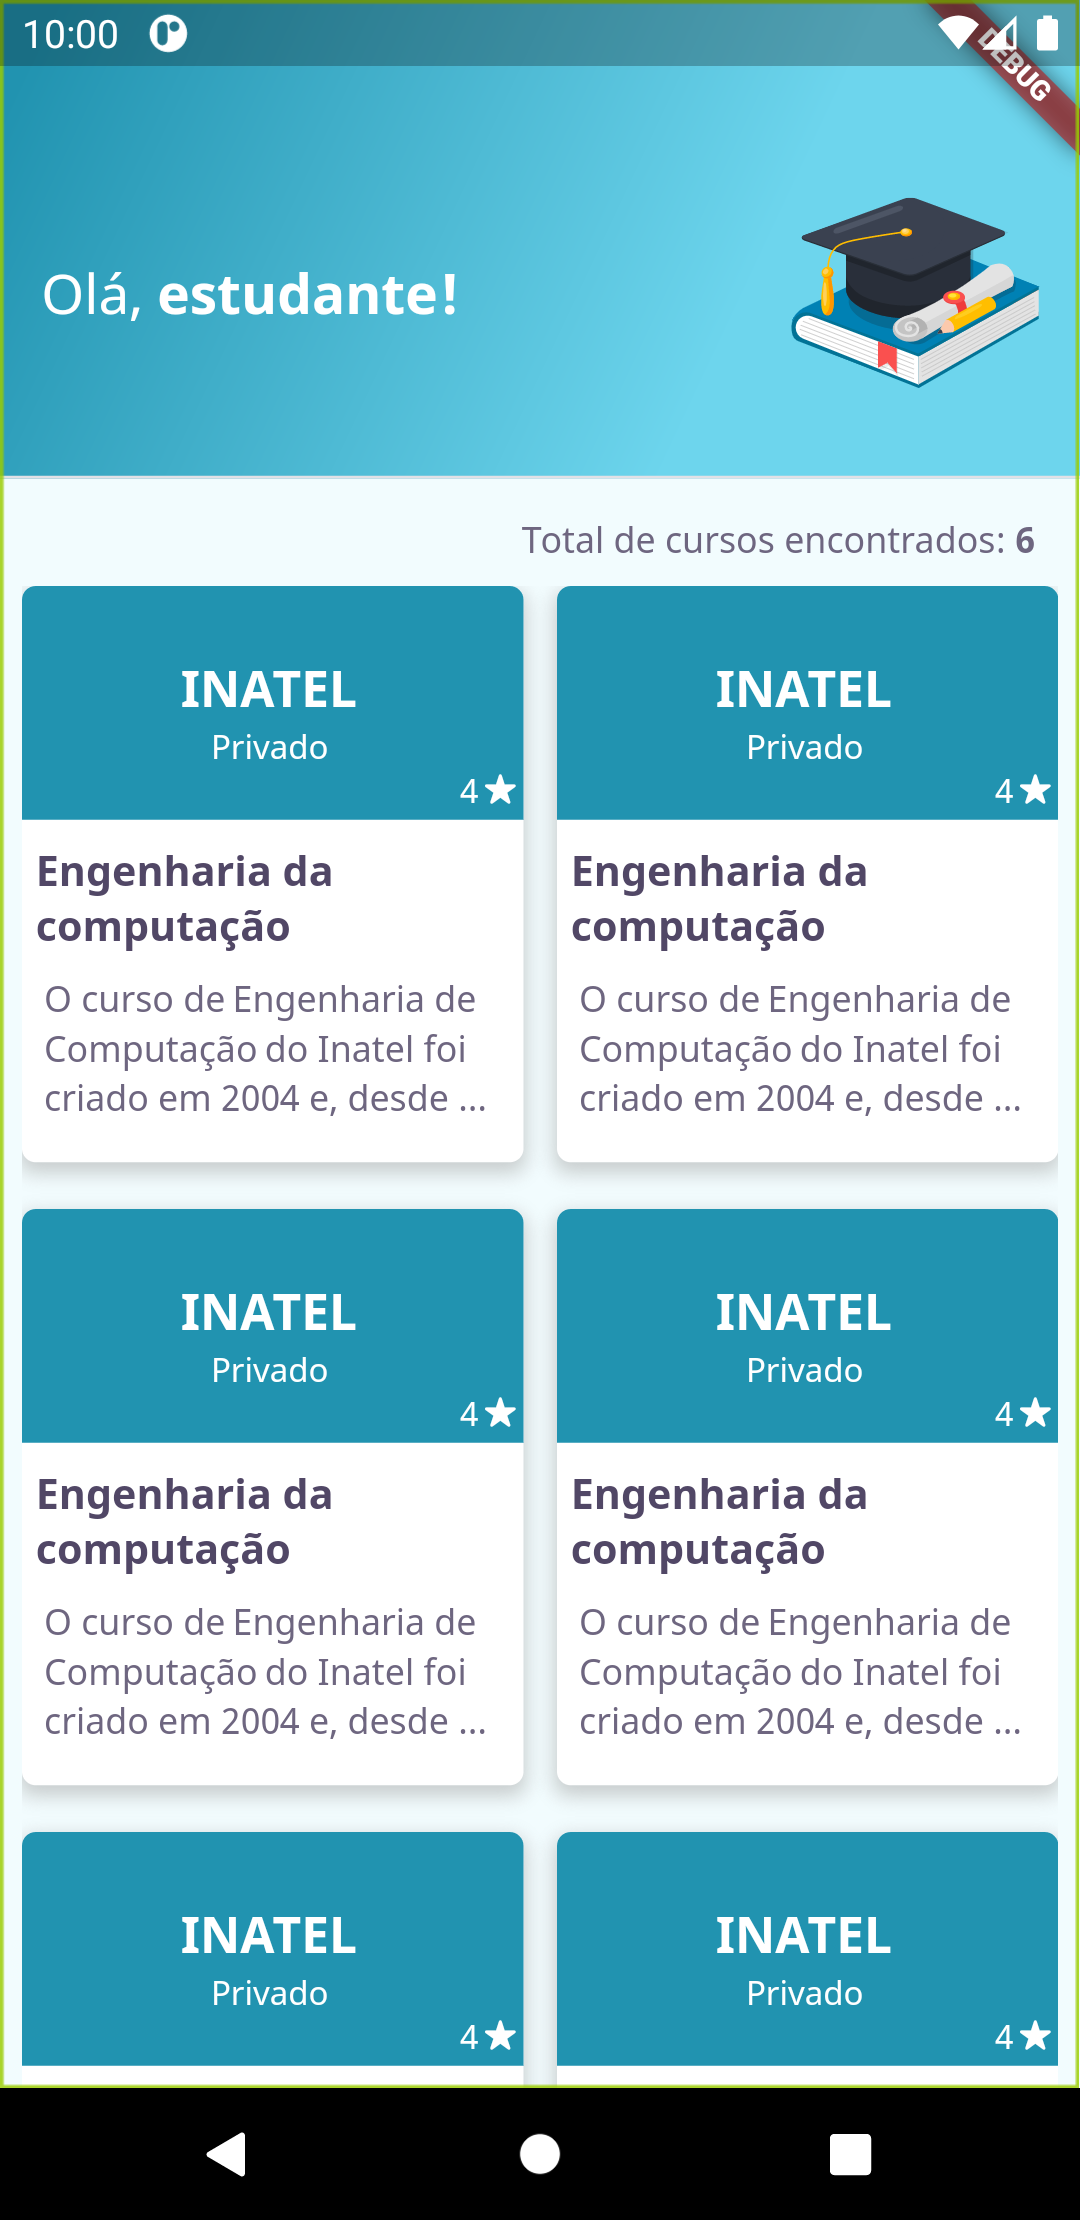 10:00
DEBUG
Olá, estudante!
Total de cursos encontrados: 6
INATEL
Privado
4
INATEL
Privado
4
Engenharia da
computação
O curso de Engenharia de
Computação do Inatel foi
criado em 2004 e, desde ...
Engenharia da
computação
O curso de Engenharia de
Computação do Inatel foi
criado em 2004 e, desde ...
INATEL
Privado
4
INATEL
Privado
4
Engenharia da
computação
O curso de Engenharia de
Computação do Inatel foi
criado em 2004 e, desde ...
Engenharia da
computação
O curso de Engenharia de
Computação do Inatel foi
criado em 2004 e, desde ...
INATEL
Privado
4
INATEL
Privado
4